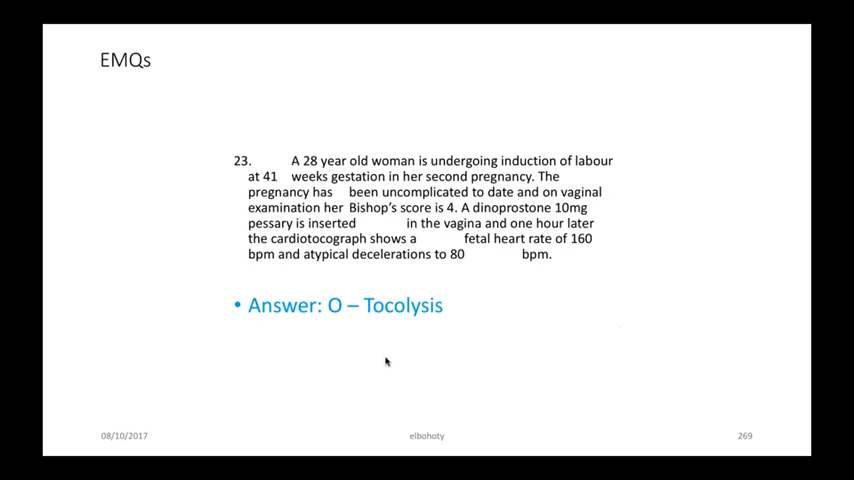 EMQs
23. A 28 year old woman is undergoing induction of labour
at 41 weeks gestation in her second pregnancy. The
pregnancy has been uncomplicated to date and on vaginal
examination her Bishop's score is 4. A dinoprostone 10mg
pessary is inserted in the vagina and one hour later
the cardiotocograph shows a fetal heart rate of 160
bpm and atypical decelerations to 80 bpm.
• Answer: O – Tocolysis
08/10/2017 elbohoty 269